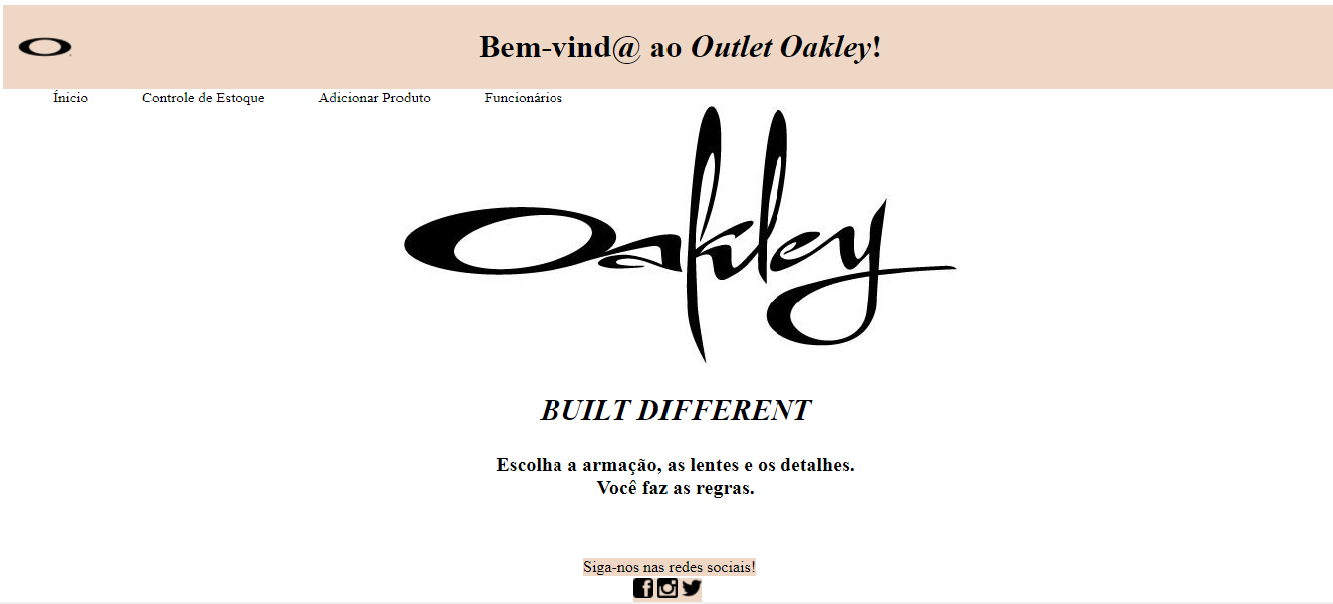 Bem-vind@ ao Outlet Oakley!
Ínicio Controle de Estoque Adicionar Produto Funcionários
Oakley
BUILT DIFFERENT
Escolha a armação, as lentes e os detalhes.
Você faz as regras.
Siga-nos nas redes sociais!